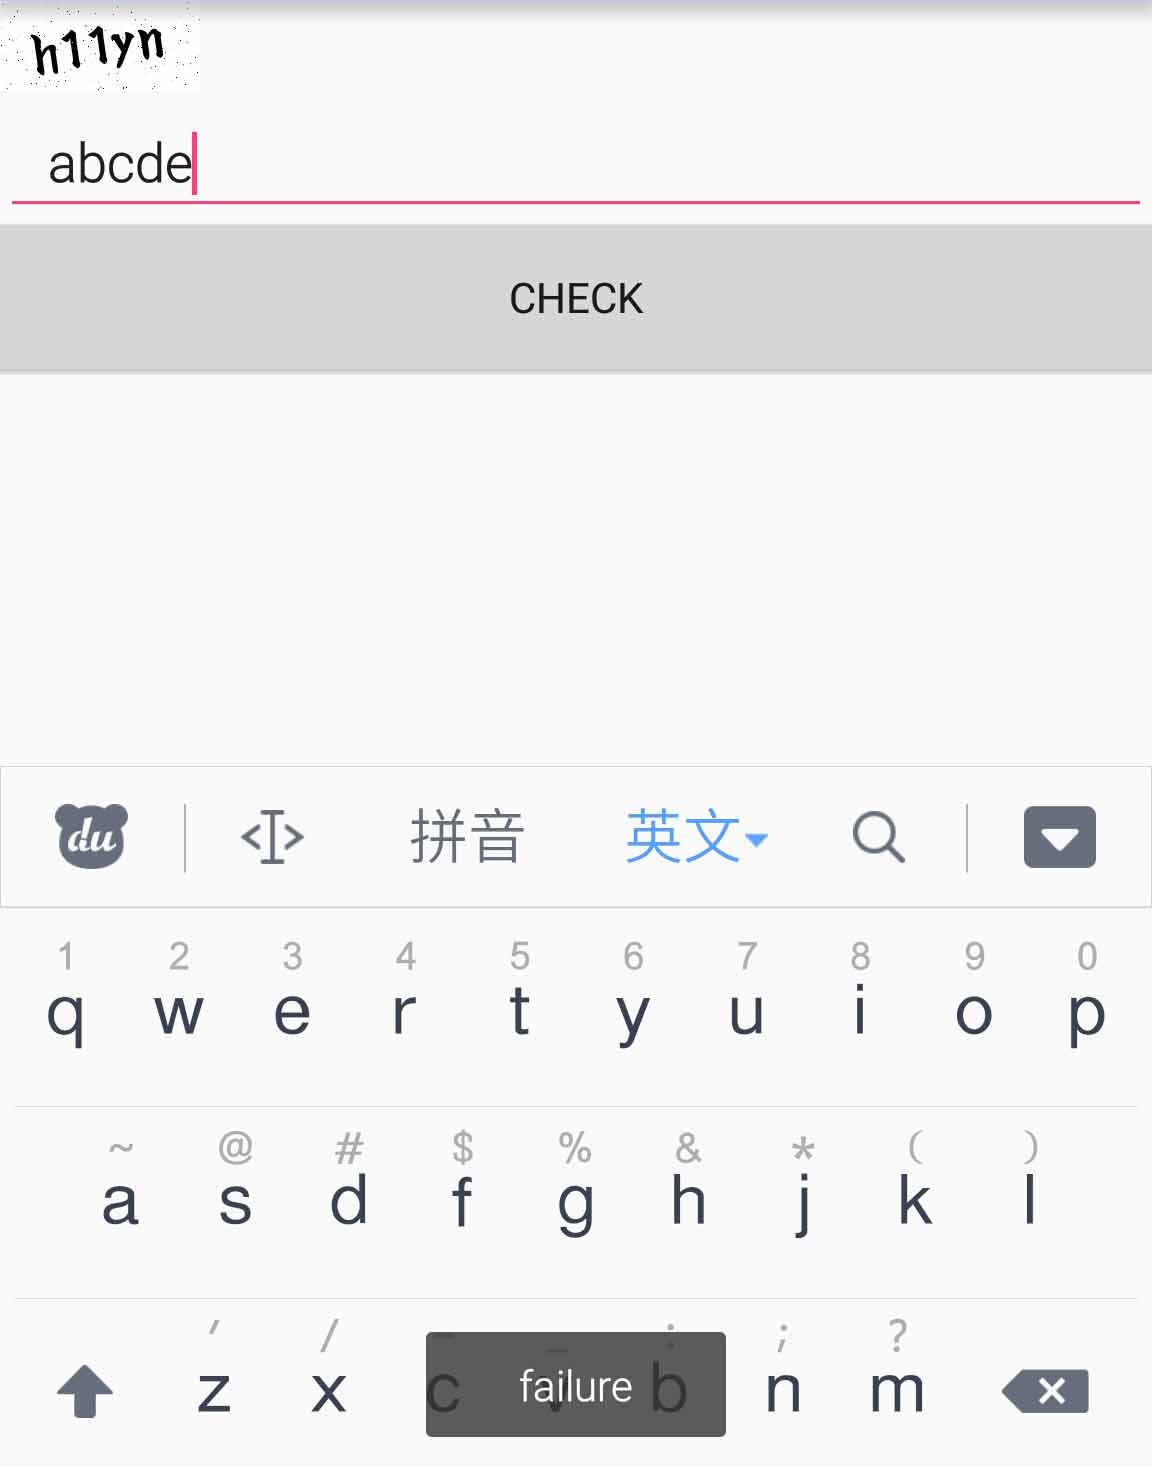 h11yn
abcde
CHECK
du 拼音 英文
1 2 3 4 5 6 7 8 9 0
q w e r t y u i o p
~ @ # $ % & * ( )
a s d f g h j k l
' / - _ : ; ?
z x c v b n m
failure